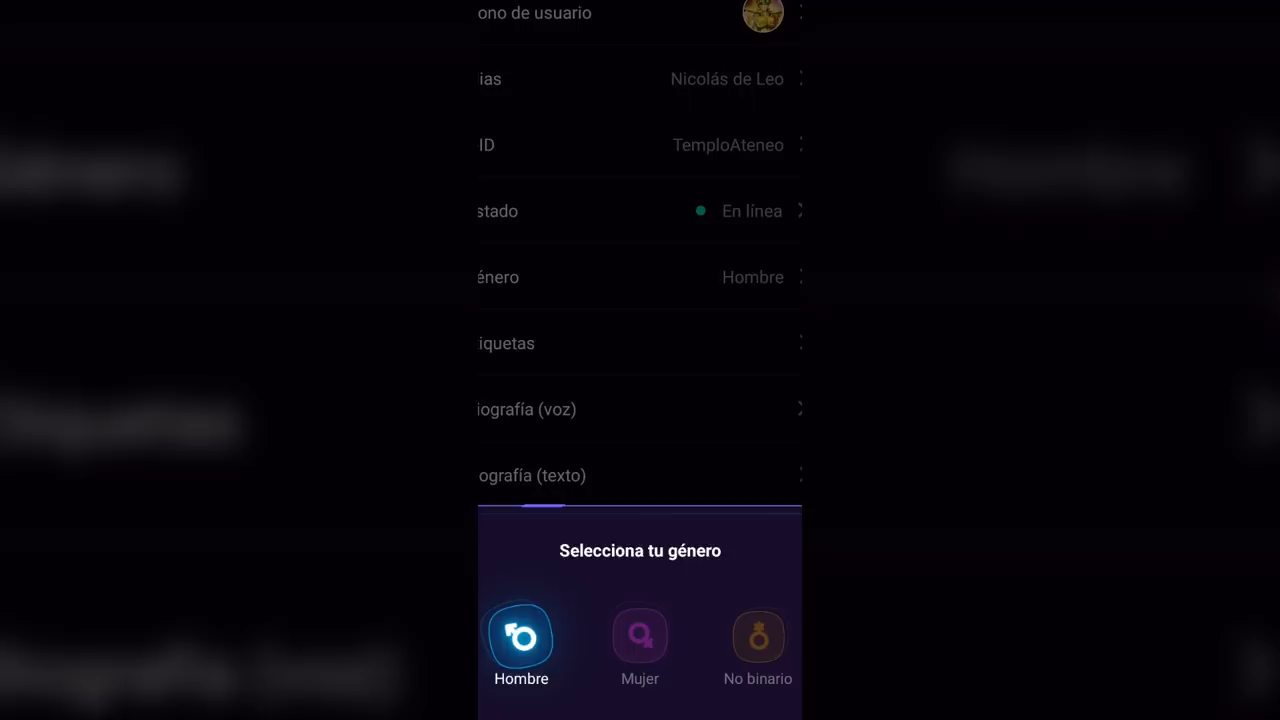 ono de usuario
ias Nicolás de Leo
ID TemploAteneo
stado En línea
énero Hombre
iquetas
iografía (voz)
ografía (texto)
Selecciona tu género
Hombre Mujer No binario